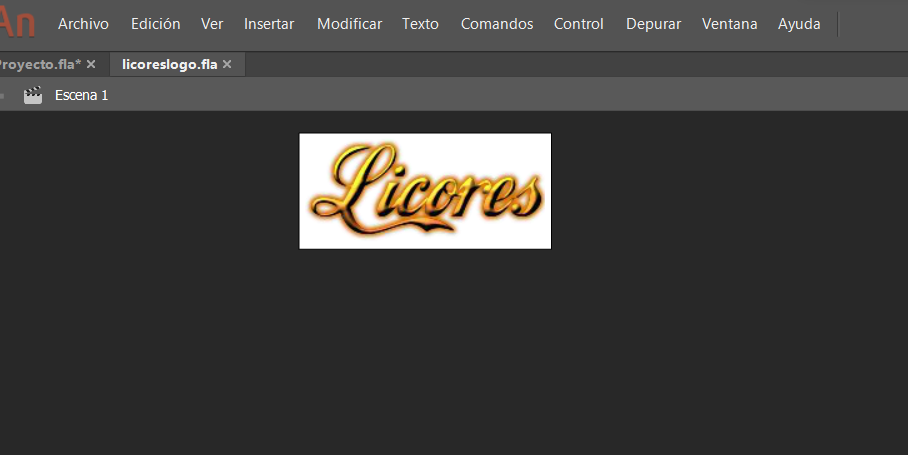 An
Archivo Edición Ver Insertar Modificar Texto Comandos Control Depurar Ventana Ayuda
royecto.fla* × licoreslogo.fla ×
Escena 1
Licores